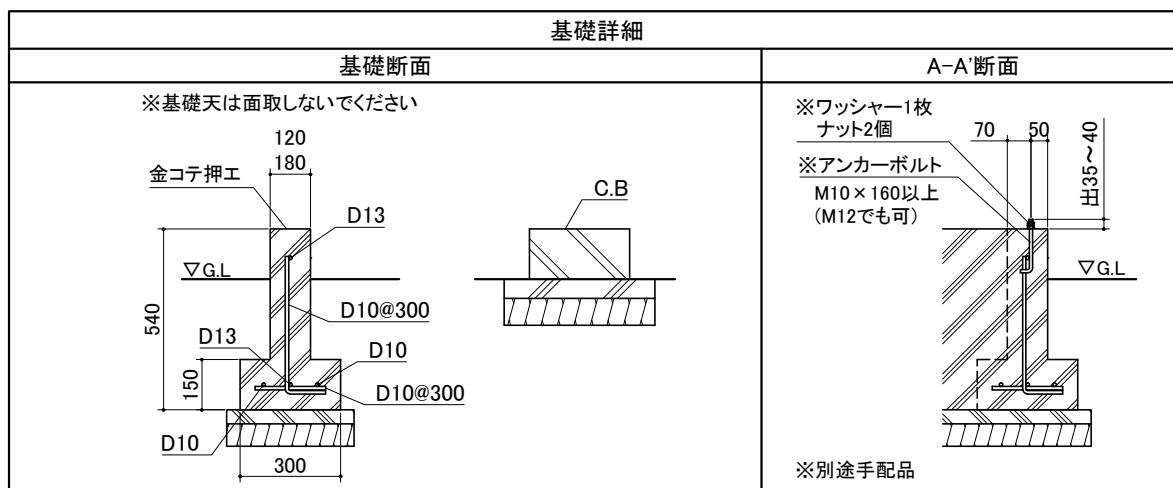 基礎詳細
基礎断面
※基礎天は面取しないでください
120
180
金コテ押エ
D13
▽G.L
D10@300
540
D13
D10
150
D10@300
D10
300
C.B
A-A'断面
※ワッシャー1枚
ナット2個
70
50
出35～40
※アンカーボルト
M10×160以上
(M12でも可)
▽G.L
※別途手配品